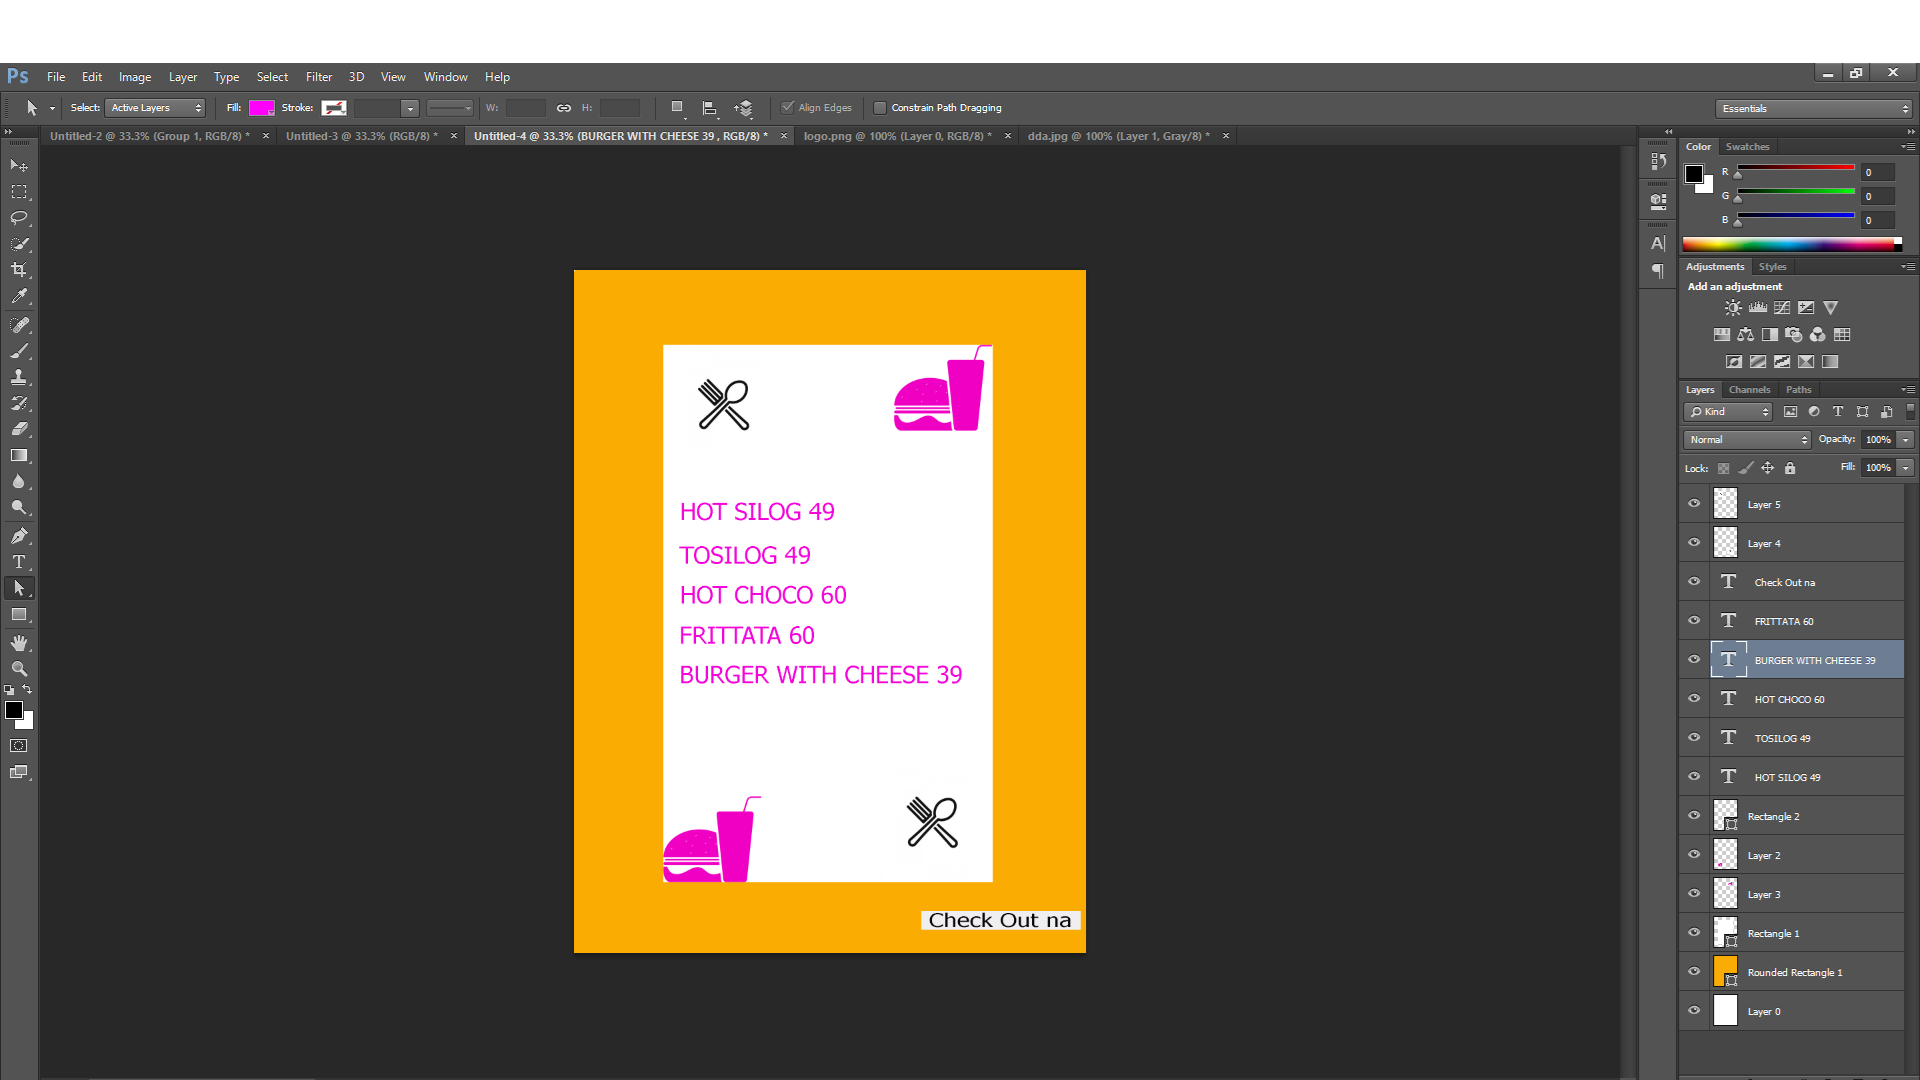 Ps File Edit Image Layer Type Select Filter 3D View Window Help
Select: Active Layers Fill: Stroke: W: H: Align Edges Constrain Path Dragging Essentials
Untitled-2 @ 33.3% (Group 1, RGB/8) * Untitled-3 @ 33.3% (RGB/8) * Untitled-4 @ 33.3% (BURGER WITH CHEESE 39 , RGB/8) * logo.png @ 100% (Layer 0, RGB/8) * dda.jpg @ 100% (Layer 1, Gray/8) *
HOT SILOG 49
TOSILOG 49
HOT CHOCO 60
FRITTATA 60
BURGER WITH CHEESE 39
Check Out na
Color Swatches
R 0
G 0
B 0
Adjustments Styles
Add an adjustment
Layers Channels Paths
Kind
Normal Opacity: 100%
Lock: Fill: 100%
Layer 5
Layer 4
Check Out na
FRITTATA 60
BURGER WITH CHEESE 39
HOT CHOCO 60
TOSILOG 49
HOT SILOG 49
Rectangle 2
Layer 2
Layer 3
Rectangle 1
Rounded Rectangle 1
Layer 0